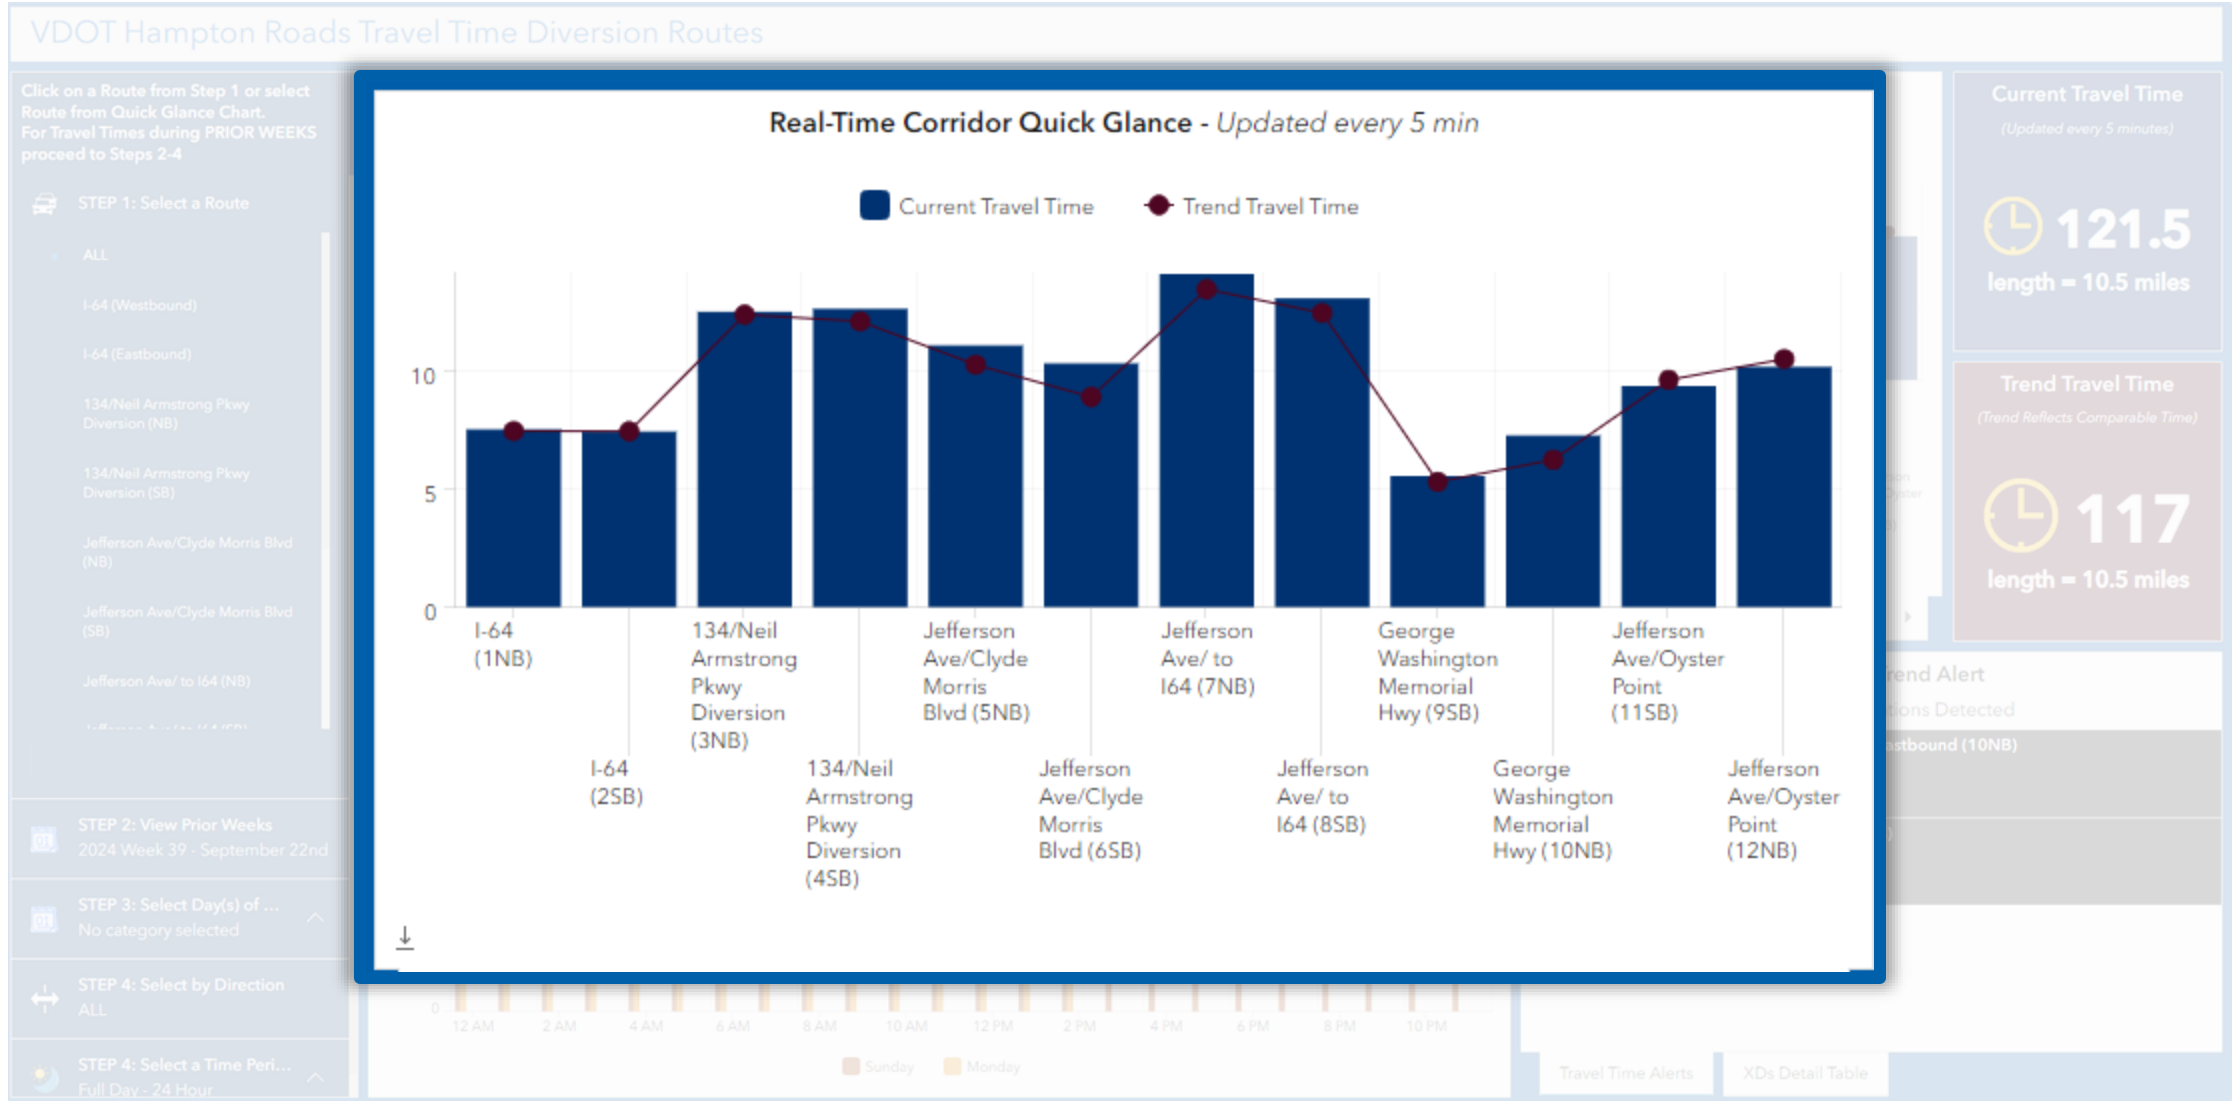 VDOT Hampton Roads Travel Time Diversion Routes
Click on a Route from Step 1 or select
Route from Quick Glance Chart.
For Travel Times during PRIOR WEEKS
proceed to Steps 2-4
STEP 1: Select a Route
ALL
I-64 (Westbound)
I-64 (Eastbound)
134/Neil Armstrong Pkwy
Diversion (NB)
134/Neil Armstrong Pkwy
Diversion (SB)
Jefferson Ave/Clyde Morris Blvd
(NB)
Jefferson Ave/Clyde Morris Blvd
(SB)
Jefferson Ave/ to I64 (NB)
Jefferson Ave/ to I64 (SB)
STEP 2: View Prior Weeks
2024 Week 39 - September 22nd
STEP 3: Select Day(s) of ...
No category selected
STEP 4: Select by Direction
ALL
STEP 4: Select a Time Peri...
Full Day - 24 Hour
Real-Time Corridor Quick Glance - Updated every 5 min
Current Travel Time
Trend Travel Time
10
5
0
I-64
(1NB)
I-64
(2SB)
134/Neil
Armstrong
Pkwy
Diversion
(3NB)
134/Neil
Armstrong
Pkwy
Diversion
(4SB)
Jefferson
Ave/Clyde
Morris
Blvd (5NB)
Jefferson
Ave/Clyde
Morris
Blvd (6SB)
Jefferson
Ave/ to
I64 (7NB)
Jefferson
Ave/ to
I64 (8SB)
George
Washington
Memorial
Hwy (9SB)
George
Washington
Memorial
Hwy (10NB)
Jefferson
Ave/Oyster
Point
(11SB)
Jefferson
Ave/Oyster
Point
(12NB)
0
12 AM
2 AM
4 AM
6 AM
8 AM
10 AM
12 PM
2 PM
4 PM
6 PM
8 PM
10 PM
Sunday
Monday
Current Travel Time
(Updated every 5 minutes)
121.5
length = 10.5 miles
Trend Travel Time
(Trend Reflects Comparable Time)
117
length = 10.5 miles
rend Alert
tions Detected
astbound (10NB)
Travel Time Alerts
XDs Detail Table